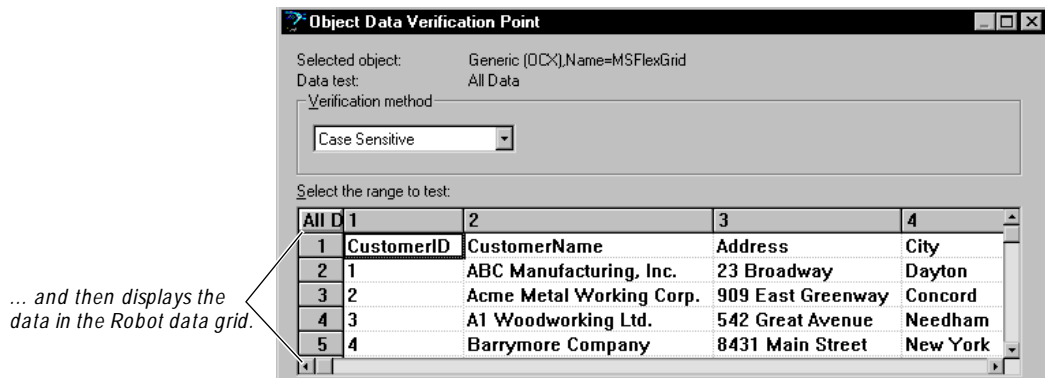 Object Data Verification Point
Selected object: Generic (OCX),Name=MSFlexGrid
Data test: All Data
Verification method
Case Sensitive
Select the range to test:
All D 1 2 3 4
1 CustomerID CustomerName Address City
2 1 ABC Manufacturing, Inc. 23 Broadway Dayton
3 2 Acme Metal Working Corp. 909 East Greenway Concord
4 3 A1 Woodworking Ltd. 542 Great Avenue Needham
5 4 Barrymore Company 8431 Main Street New York
... and then displays the
data in the Robot data grid.